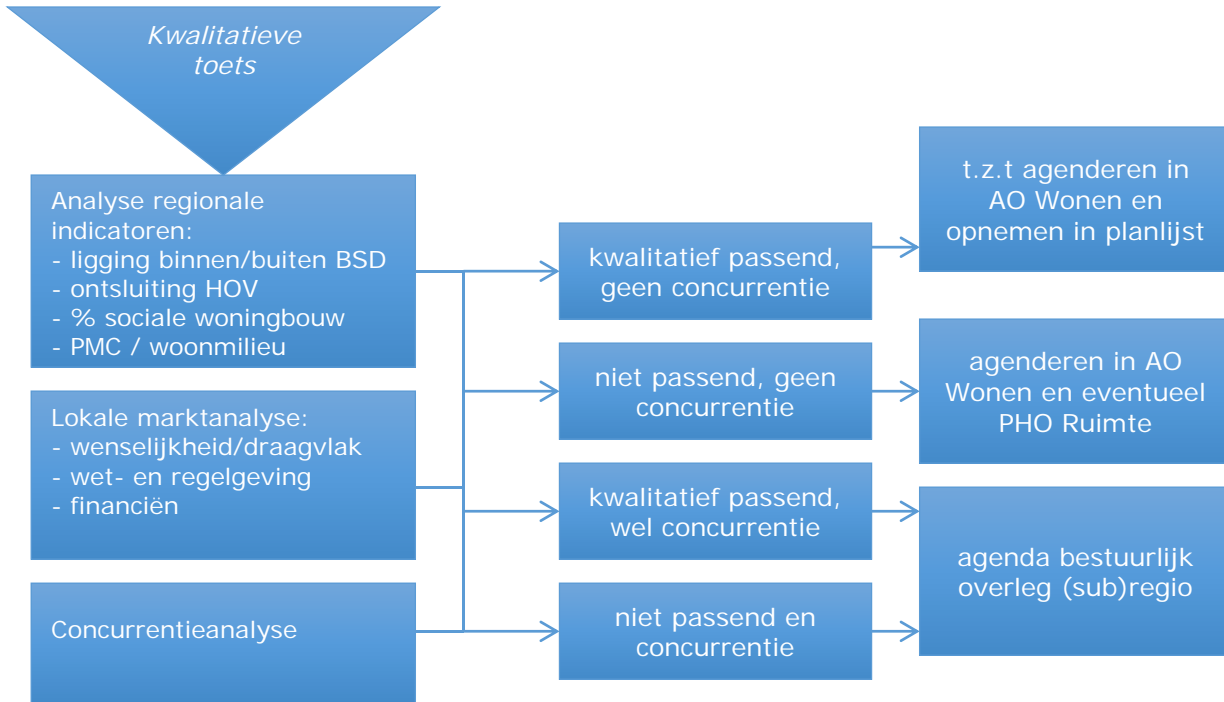 Kwalitatieve
toets
Analyse regionale
indicatoren:
- ligging binnen/buiten BSD
- ontsluiting HOV
- % sociale woningbouw
- PMC / woonmilieu
Lokale marktanalyse:
- wenselijkheid/draagvlak
- wet- en regelgeving
- financiën
Concurrentieanalyse
kwalitatief passend,
geen concurrentie
niet passend, geen
concurrentie
kwalitatief passend,
wel concurrentie
niet passend en
concurrentie
t.z.t agenderen in
AO Wonen en
opnemen in planlijst
agenderen in AO
Wonen en eventueel
PHO Ruimte
agenda bestuurlijk
overleg (sub)regio